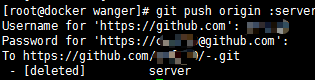 [root@docker wanger]# git push origin :server
Username for 'https://github.com':
Password for 'https://c@github.com':
To https://github.com/ /-.git
 - [deleted]         server